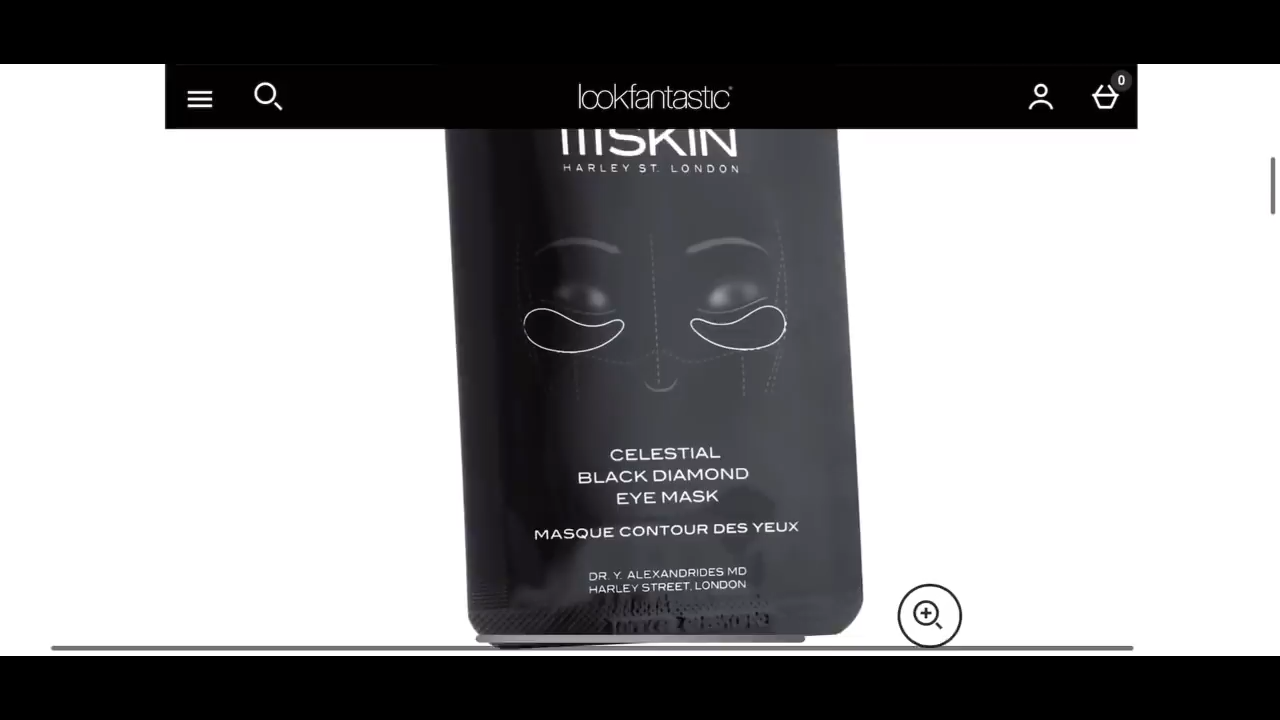 lookfantastic
0
111SKIN
HARLEY ST. LONDON
CELESTIAL
BLACK DIAMOND
EYE MASK
MASQUE CONTOUR DES YEUX
DR. Y. ALEXANDRIDES MD
HARLEY STREET, LONDON